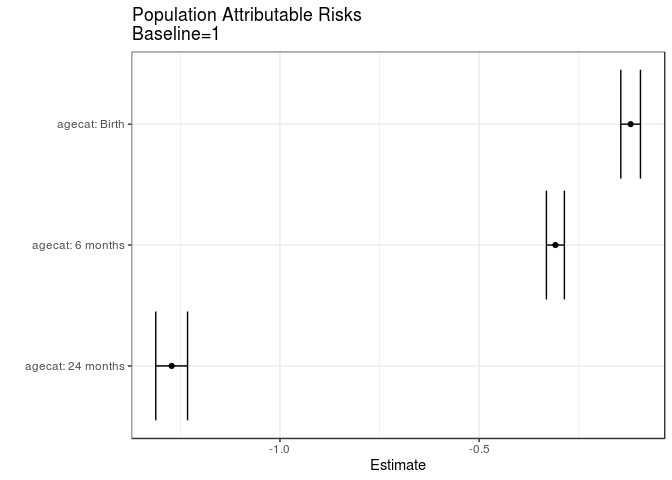 Population Attributable Risks
Baseline=1
agecat: Birth
agecat: 6 months
agecat: 24 months
-1.0
-0.5
Estimate